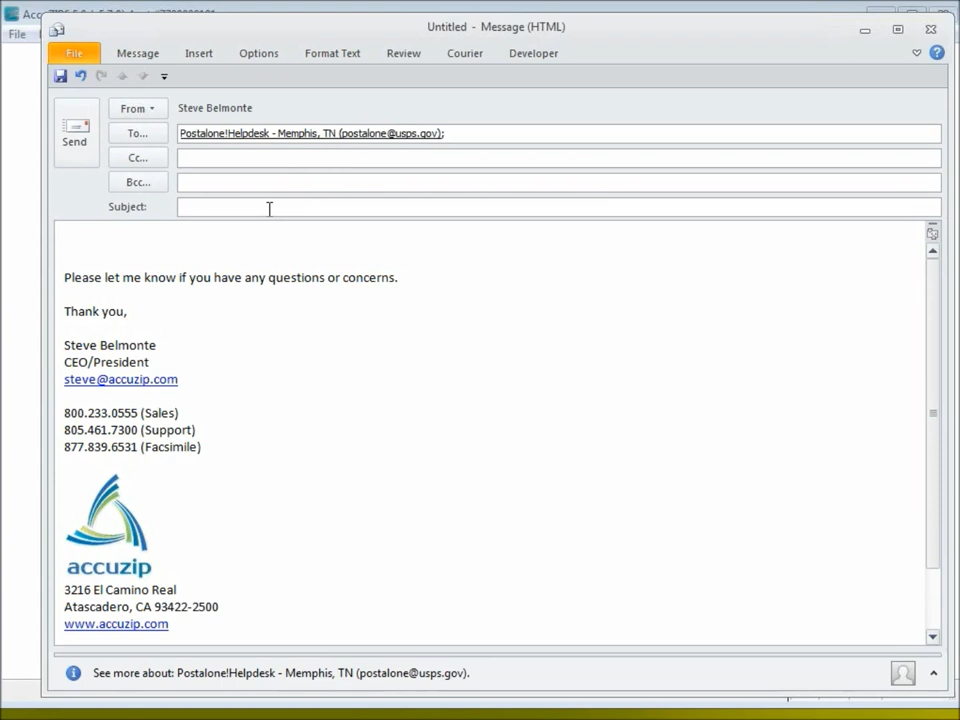 Untitled - Message (HTML)
File
File Message Insert Options Format Text Review Courier Developer
From Steve Belmonte
To... Postalone!Helpdesk - Memphis, TN (postalone@usps.gov);
Send
Cc...
Bcc...
Subject:
Please let me know if you have any questions or concerns.
Thank you,
Steve Belmonte
CEO/President
steve@accuzip.com
800.233.0555 (Sales)
805.461.7300 (Support)
877.839.6531 (Facsimile)
accuzip
3216 El Camino Real
Atascadero, CA 93422-2500
www.accuzip.com
See more about: Postalone!Helpdesk - Memphis, TN (postalone@usps.gov).